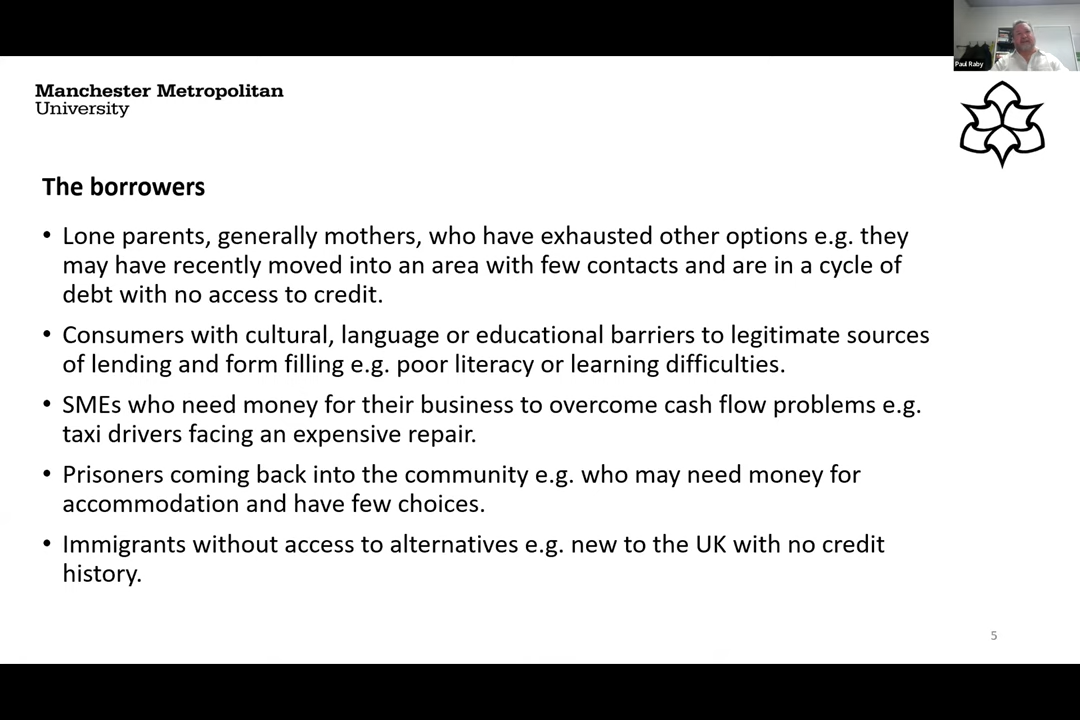 Paul Raby
Manchester Metropolitan
University
The borrowers
• Lone parents, generally mothers, who have exhausted other options e.g. they
may have recently moved into an area with few contacts and are in a cycle of
debt with no access to credit.
• Consumers with cultural, language or educational barriers to legitimate sources
of lending and form filling e.g. poor literacy or learning difficulties.
• SMEs who need money for their business to overcome cash flow problems e.g.
taxi drivers facing an expensive repair.
• Prisoners coming back into the community e.g. who may need money for
accommodation and have few choices.
• Immigrants without access to alternatives e.g. new to the UK with no credit
history.
5